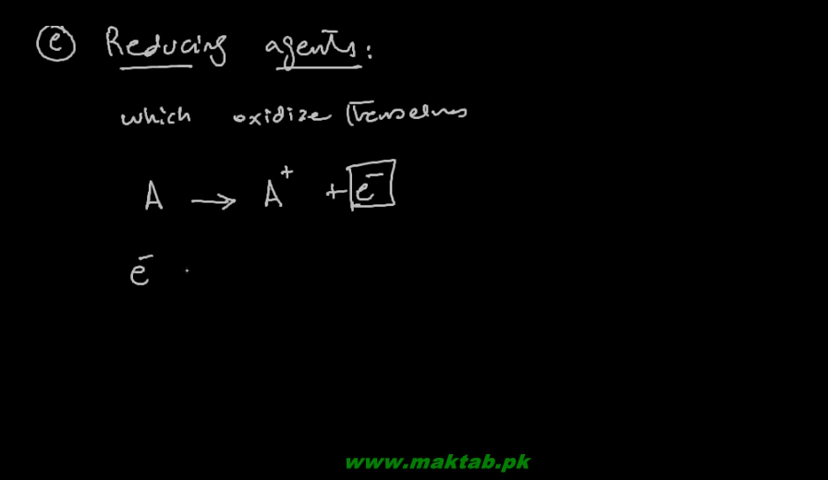 (e) Reducing agents:
which oxidize themselves
A → A⁺ + e⁻
e⁻
www.maktab.pk